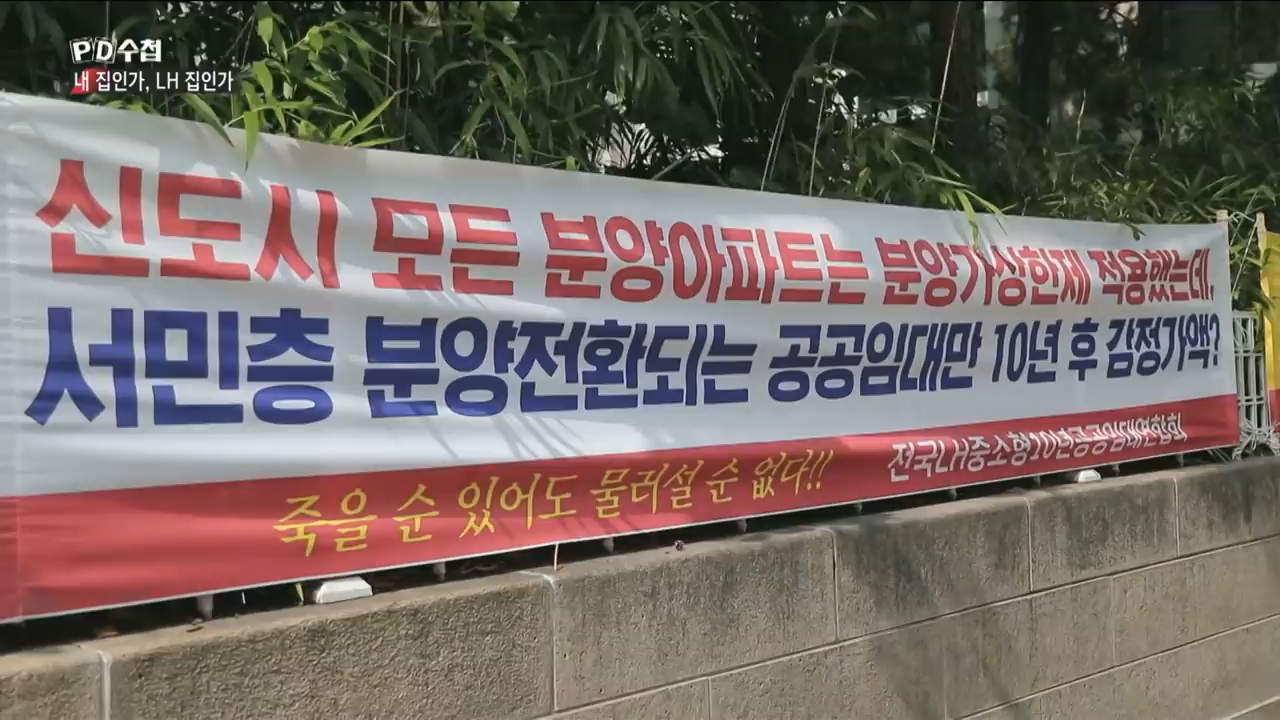 PD수첩
내 집인가, LH 집인가
신도시 모든 분양아파트는 분양가상한제 적용했는데,
서민층 분양전환되는 공공임대만 10년 후 감정가액?
죽을 순 있어도 물러설 순 없다!!
전국LH중소형10년공공임대연합회